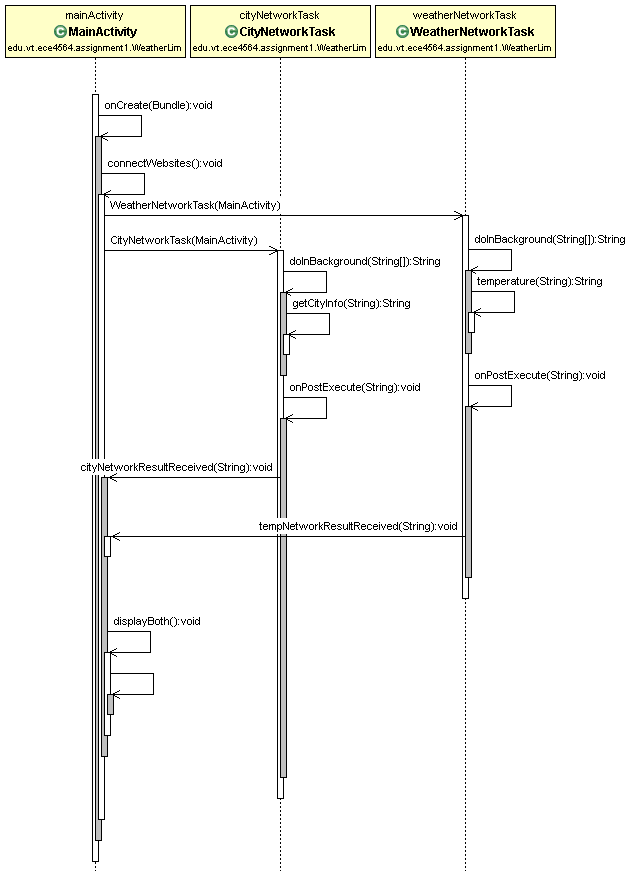 mainActivity
C MainActivity
edu.vt.ece4564.assignment1.WeatherLim
cityNetworkTask
C CityNetworkTask
edu.vt.ece4564.assignment1.WeatherLim
weatherNetworkTask
C WeatherNetworkTask
edu.vt.ece4564.assignment1.WeatherLim
onCreate(Bundle):void
connectWebsites():void
WeatherNetworkTask(MainActivity)
CityNetworkTask(MainActivity)
doInBackground(String[]):String
doInBackground(String[]):String
temperature(String):String
getCityInfo(String):String
onPostExecute(String):void
onPostExecute(String):void
cityNetworkResultReceived(String):void
tempNetworkResultReceived(String):void
displayBoth():void